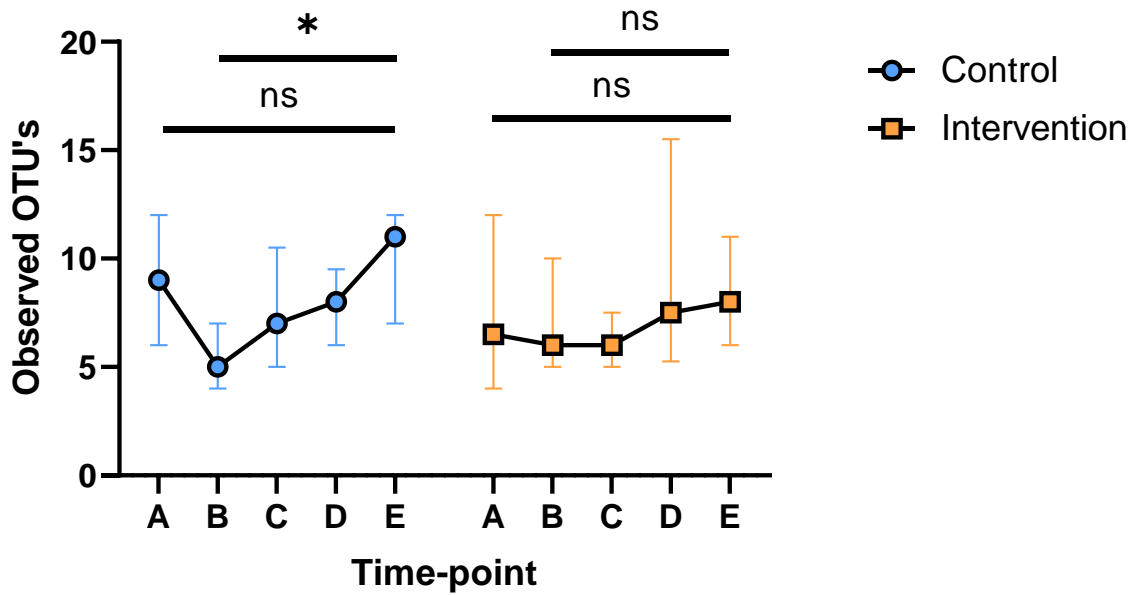 *
ns
ns
ns
20
15
10
5
0
Observed OTU's
A B C D E A B C D E
Time-point
Control
Intervention